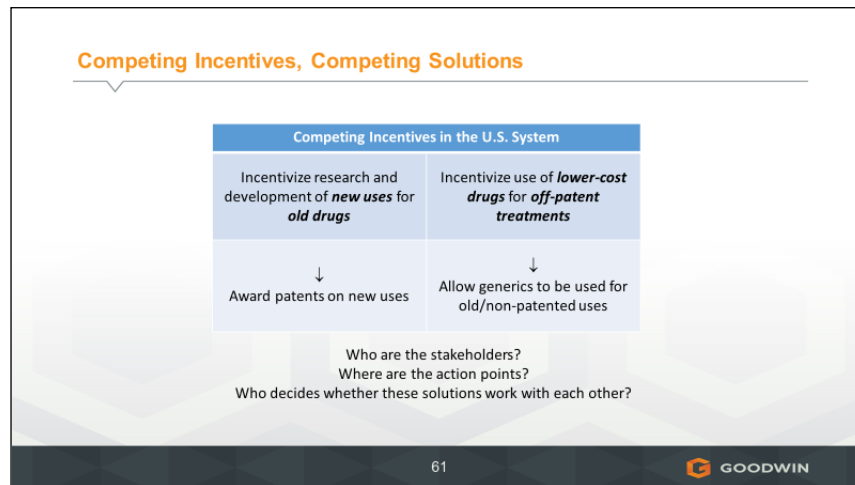 Competing Incentives, Competing Solutions
Competing Incentives in the U.S. System
Incentivize research and
development of new uses for
old drugs
Incentivize use of lower-cost
drugs for off-patent
treatments
↓
Award patents on new uses
↓
Allow generics to be used for
old/non-patented uses
Who are the stakeholders?
Where are the action points?
Who decides whether these solutions work with each other?
61
GOODWIN